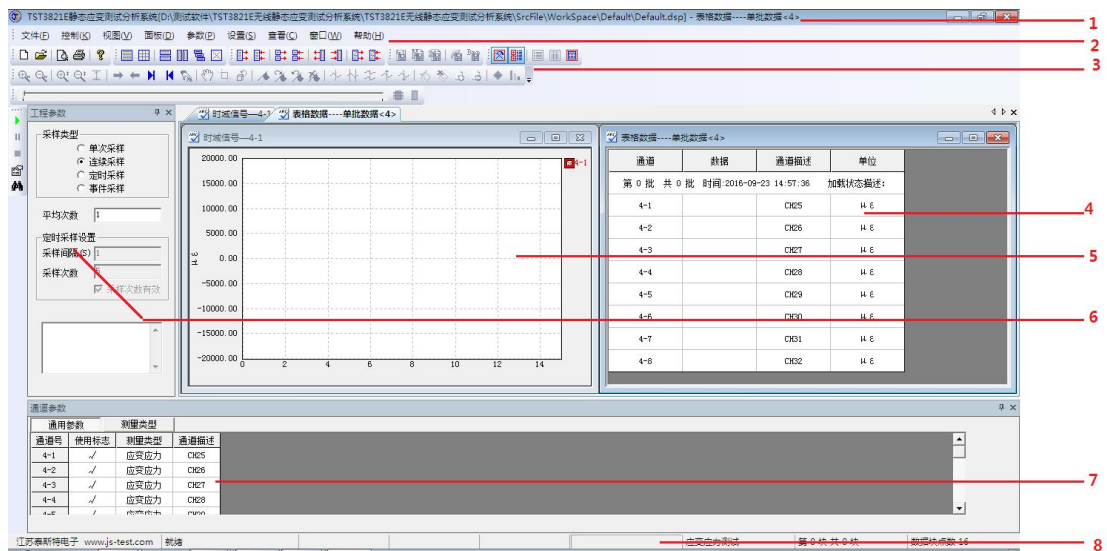 TST3821E无线静态应变测试分析系统[D:\测试软件\TST3821E无线静态应变测试分析系统\TST3821E无线静态应变测试分析系统\SrcFile\WorkSpace\Default\Default.dsp] - 表格数据----单批数据<4>
1
文件(F) 控制(K) 视图(V) 面板(D) 参数(P) 设置(S) 查看(C) 窗口(W) 帮助(H)
2
3
工程参数
时域信号—4-1 表格数据----单批数据<4>
采样类型
单次采样
连续采样
定时采样
事件采样
平均次数 1
定时采样设置
采样间隔(S) 1
采样次数
采样次数有效
时域信号—4-1
20000.00
15000.00
10000.00
5000.00
0.00
-5000.00
-10000.00
-15000.00
-20000.00
με
0 2 4 6 8 10 12 14
4-1
表格数据----单批数据<4>
通道 数据 通道描述 单位
第 0 批 共 0 批 时间:2016-09-23 14:57:36 加载状态描述:
4-1 CH25 με
4-2 CH26 με
4-3 CH27 με
4-4 CH28 με
4-5 CH29 με
4-6 CH30 με
4-7 CH31 με
4-8 CH32 με
4
5
6
通道参数
通用参数 测量类型
通道号 使用标志 测量类型 通道描述
4-1 √ 应变应力 CH25
4-2 √ 应变应力 CH26
4-3 √ 应变应力 CH27
4-4 √ 应变应力 CH28
4-5 √ 应变应力 CH29
7
江苏泰斯特电子 www.js-test.com 就绪 应变应力测试 第 0 块 共 0 块 数据块点数 16
8